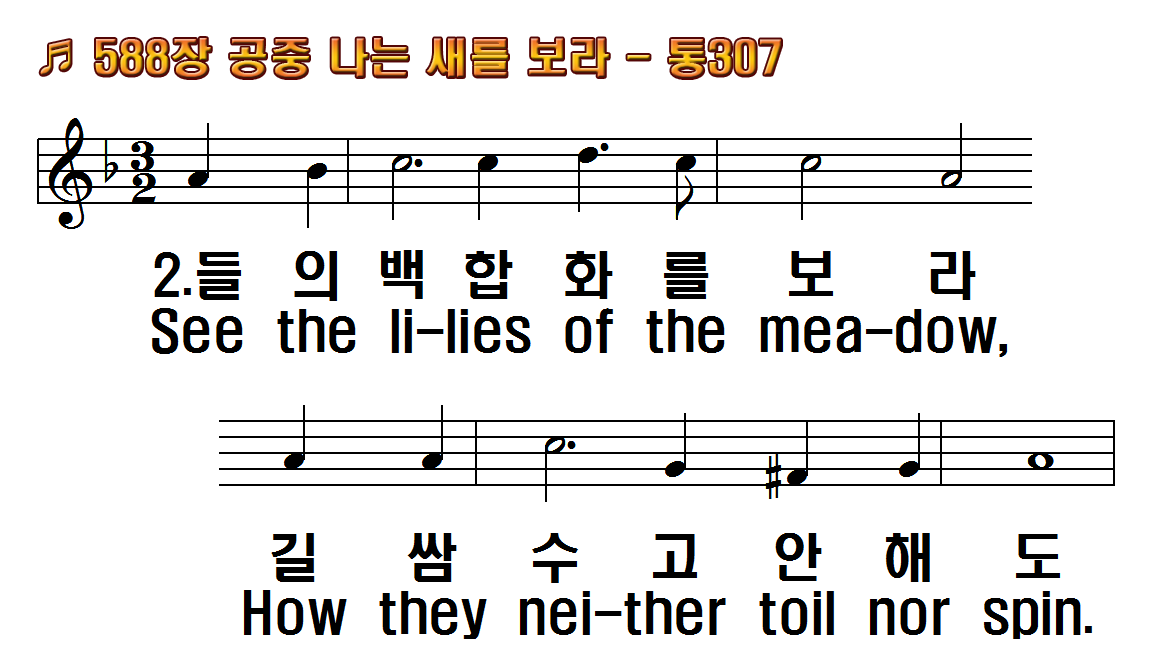 ♬ 588장 공중 나는 새를 보라 - 통307
3
2
2.들 의 백 합 화 를 보 라
See the li-lies of the mea-dow,
길 쌈 수 고 안 해 도
How they nei-ther toil nor spin.